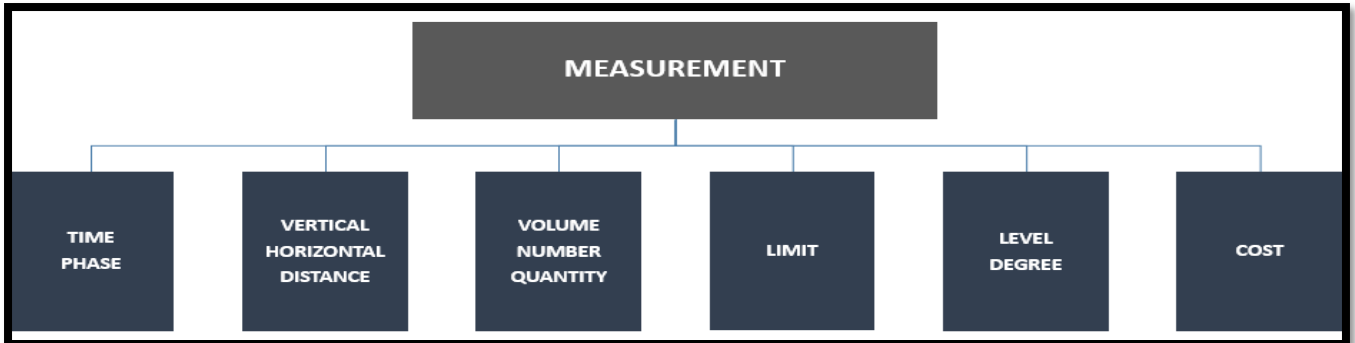 MEASUREMENT
TIME
PHASE
VERTICAL
HORIZONTAL
DISTANCE
VOLUME
NUMBER
QUANTITY
LIMIT
LEVEL
DEGREE
COST